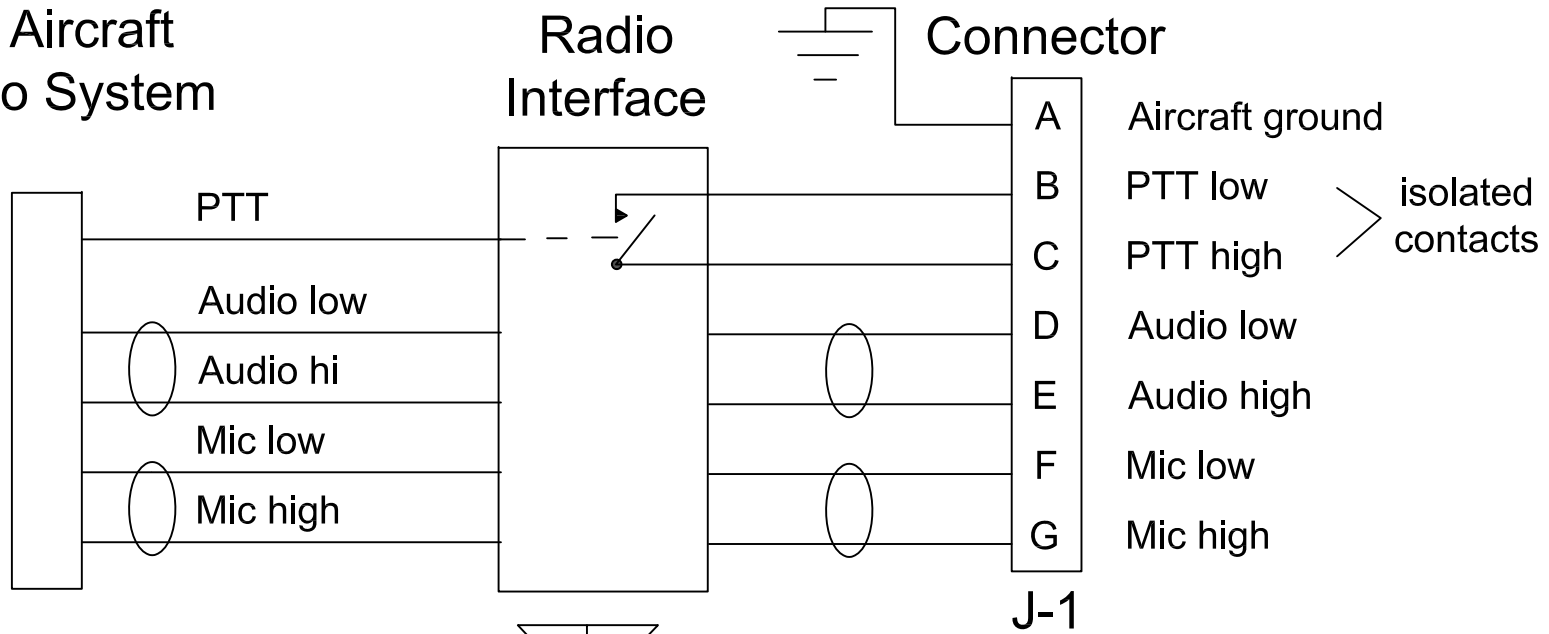 Aircraft
o System
Radio
Interface
Connector
PTT
Audio low
Audio hi
Mic low
Mic high
A Aircraft ground
B PTT low
C PTT high
isolated
contacts
D Audio low
E Audio high
F Mic low
G Mic high
J-1